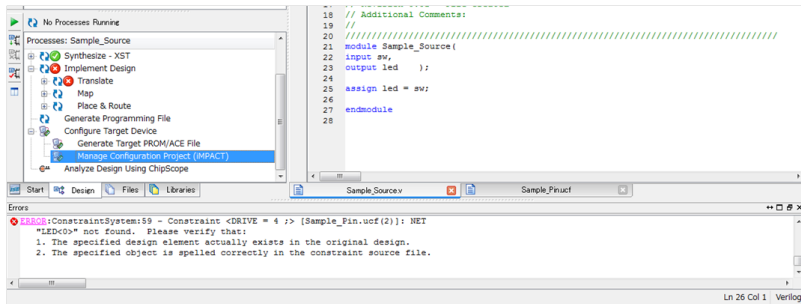 No Processes Running
Processes: Sample_Source
Synthesize - XST
Implement Design
Translate
Map
Place & Route
Generate Programming File
Configure Target Device
Generate Target PROM/ACE File
Manage Configuration Project (iMPACT)
Analyze Design Using ChipScope
Start
Design
Files
Libraries
18 // Additional Comments:
19 //
20 //////////////////////////////////////////////////////////////////////////////////
21 module Sample_Source(
22 input sw,
23 output led    );
24
25 assign led = sw;
26
27 endmodule
28
Sample_Source.v
Sample_Pin.ucf
Errors
ERROR:ConstraintSystem:59 - Constraint <DRIVE = 4 ;> [Sample_Pin.ucf(2)]: NET
"LED<0>" not found.  Please verify that:
1. The specified design element actually exists in the original design.
2. The specified object is spelled correctly in the constraint source file.
Ln 26 Col 1
Verilog